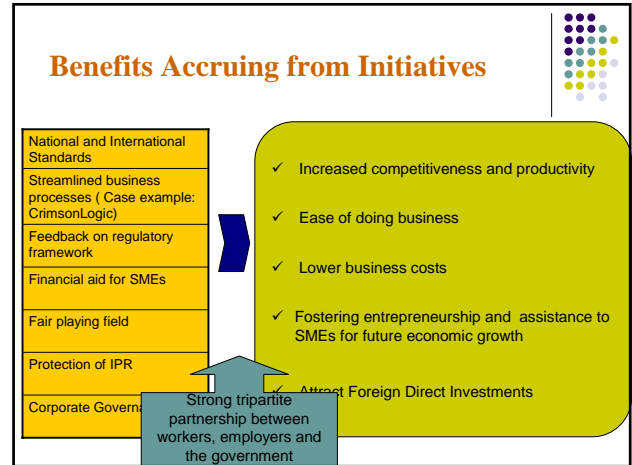 Benefits Accruing from Initiatives
National and International
Standards
Streamlined business
processes ( Case example:
CrimsonLogic)
Feedback on regulatory
framework
Financial aid for SMEs
Fair playing field
Protection of IPR
Corporate Governa
✓ Increased competitiveness and productivity
✓ Ease of doing business
✓ Lower business costs
✓ Fostering entrepreneurship and assistance to
SMEs for future economic growth
✓ Attract Foreign Direct Investments
Strong tripartite
partnership between
workers, employers and
the government